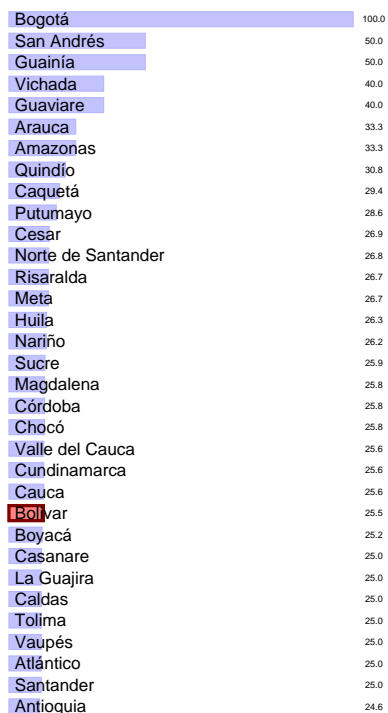 Bogotá 100.0
San Andrés 50.0
Guainía 50.0
Vichada 40.0
Guaviare 40.0
Arauca 33.3
Amazonas 33.3
Quindío 30.8
Caquetá 29.4
Putumayo 28.6
Cesar 26.9
Norte de Santander 26.8
Risaralda 26.7
Meta 26.7
Huila 26.3
Nariño 26.2
Sucre 25.9
Magdalena 25.8
Córdoba 25.8
Chocó 25.8
Valle del Cauca 25.6
Cundinamarca 25.6
Cauca 25.6
Bolívar 25.5
Boyacá 25.2
Casanare 25.0
La Guajira 25.0
Caldas 25.0
Tolima 25.0
Vaupés 25.0
Atlántico 25.0
Santander 25.0
Antioquia 24.6